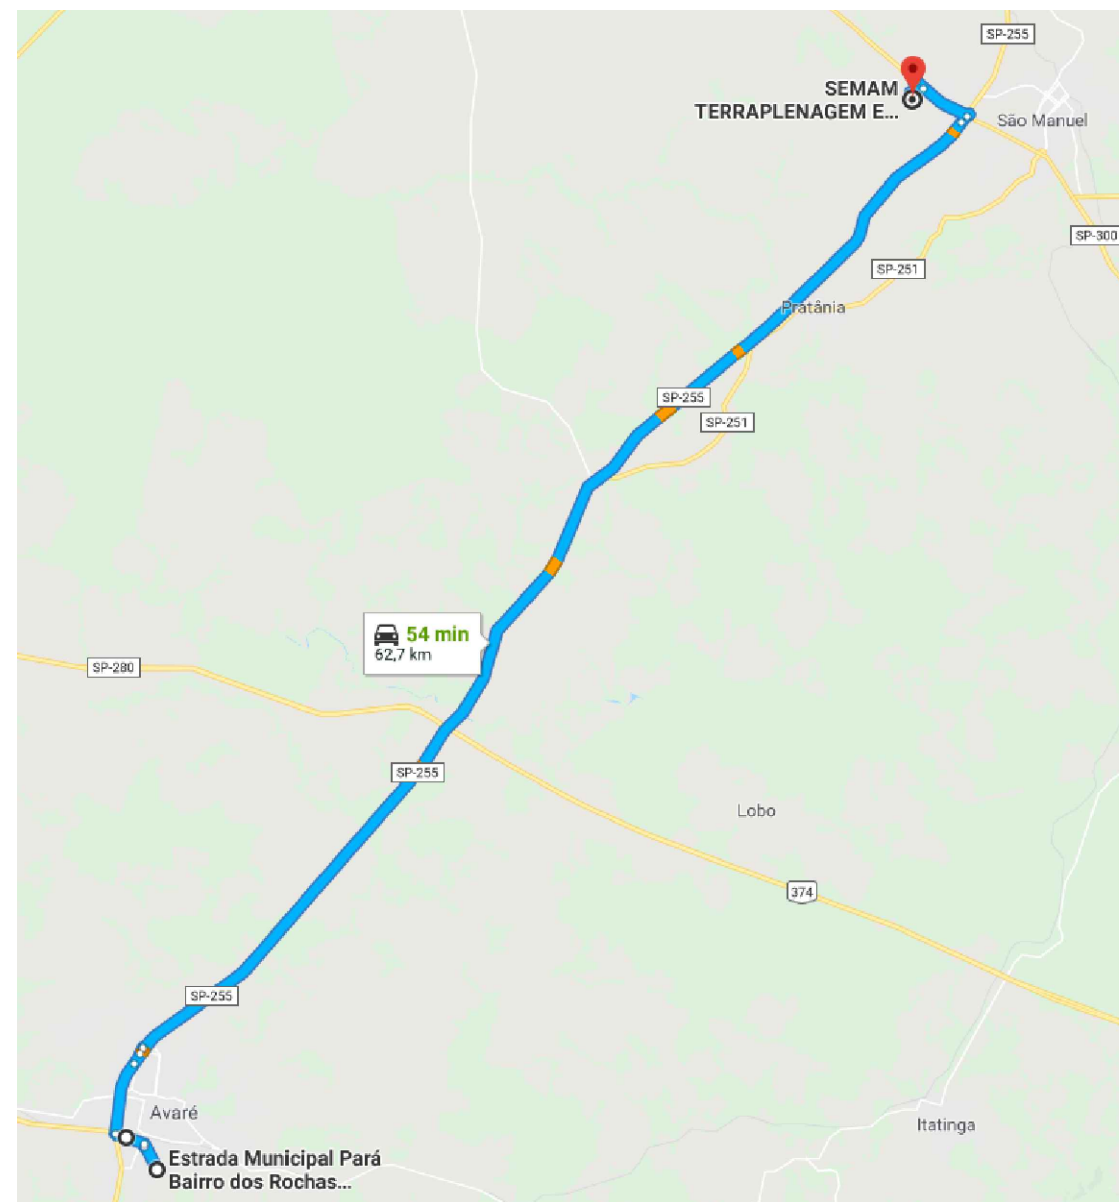 SP-255
SEMAM
TERRAPLENAGEM E...
São Manuel
SP-300
SP-251
Pratânia
SP-255
SP-251
54 min
62,7 km
SP-280
SP-255
Lobo
374
SP-255
Avaré
Itatinga
Estrada Municipal Pará
Bairro dos Rochas...